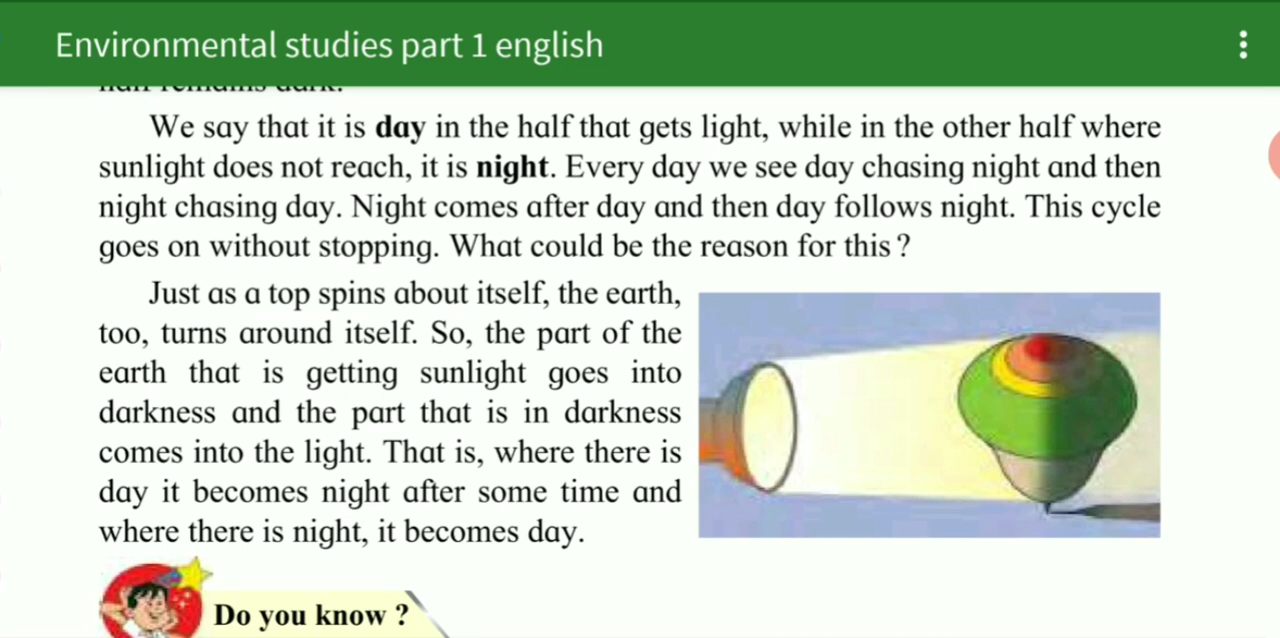 Environmental studies part 1 english
We say that it is day in the half that gets light, while in the other half where
sunlight does not reach, it is night. Every day we see day chasing night and then
night chasing day. Night comes after day and then day follows night. This cycle
goes on without stopping. What could be the reason for this ?
Just as a top spins about itself, the earth,
too, turns around itself. So, the part of the
earth that is getting sunlight goes into
darkness and the part that is in darkness
comes into the light. That is, where there is
day it becomes night after some time and
where there is night, it becomes day.
Do you know ?